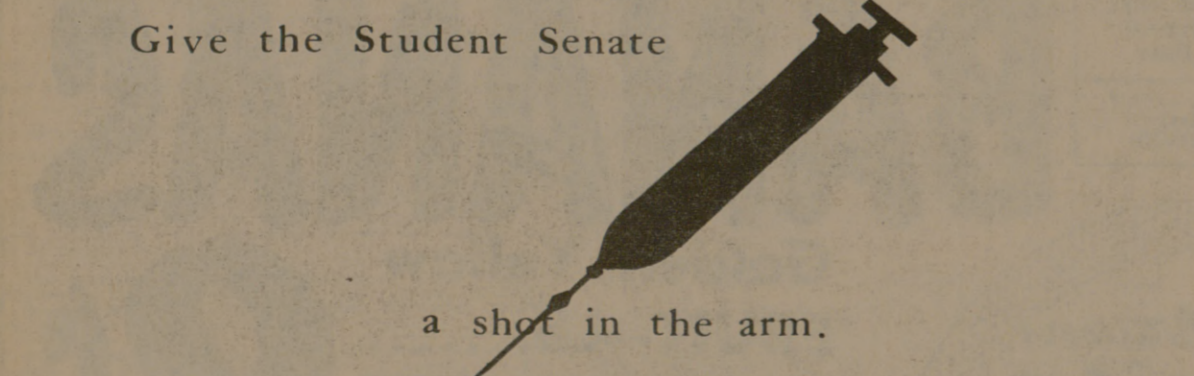 Give the Student Senate
a shot in the arm.